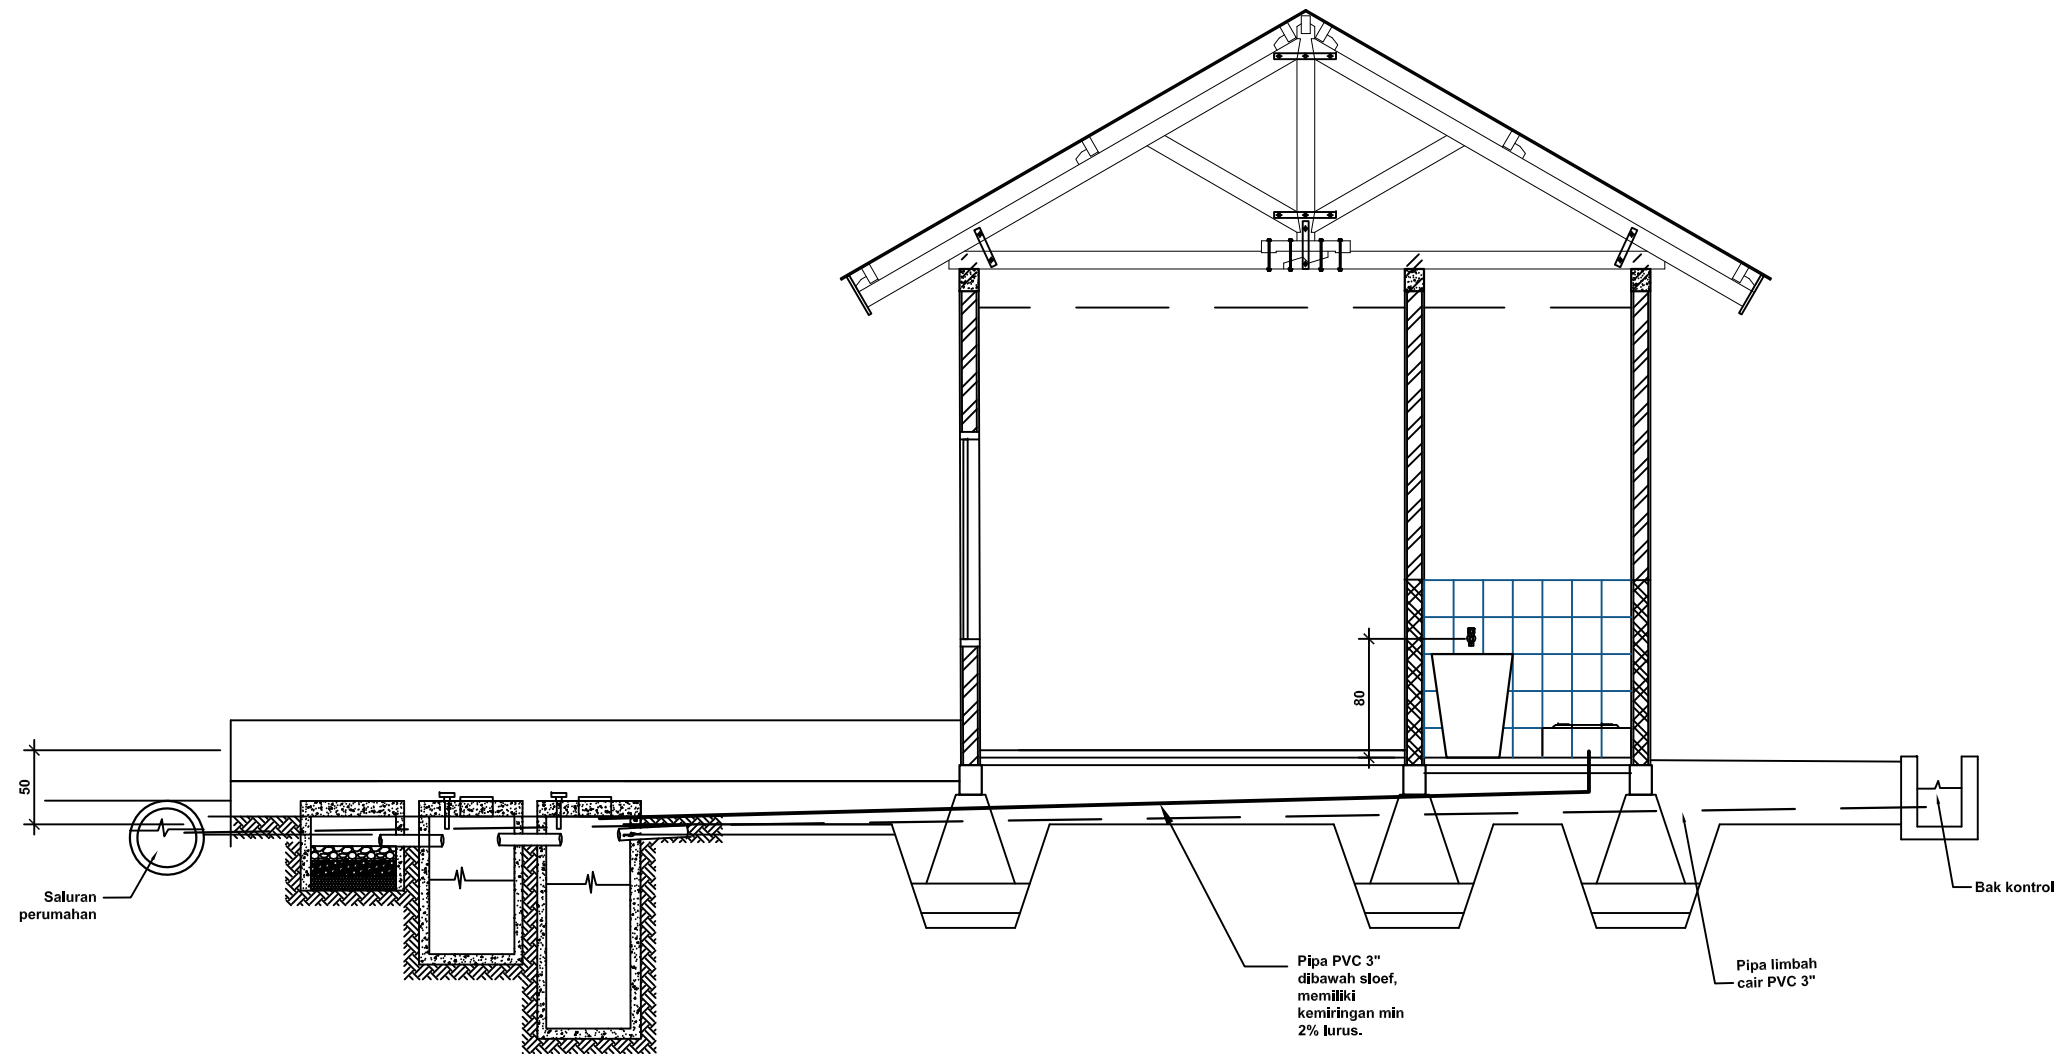 80
50
Saluran
perumahan
Bak kontrol
Pipa PVC 3"
dibawah sloef,
memiliki
kemiringan min
2% lurus.
Pipa limbah
cair PVC 3"